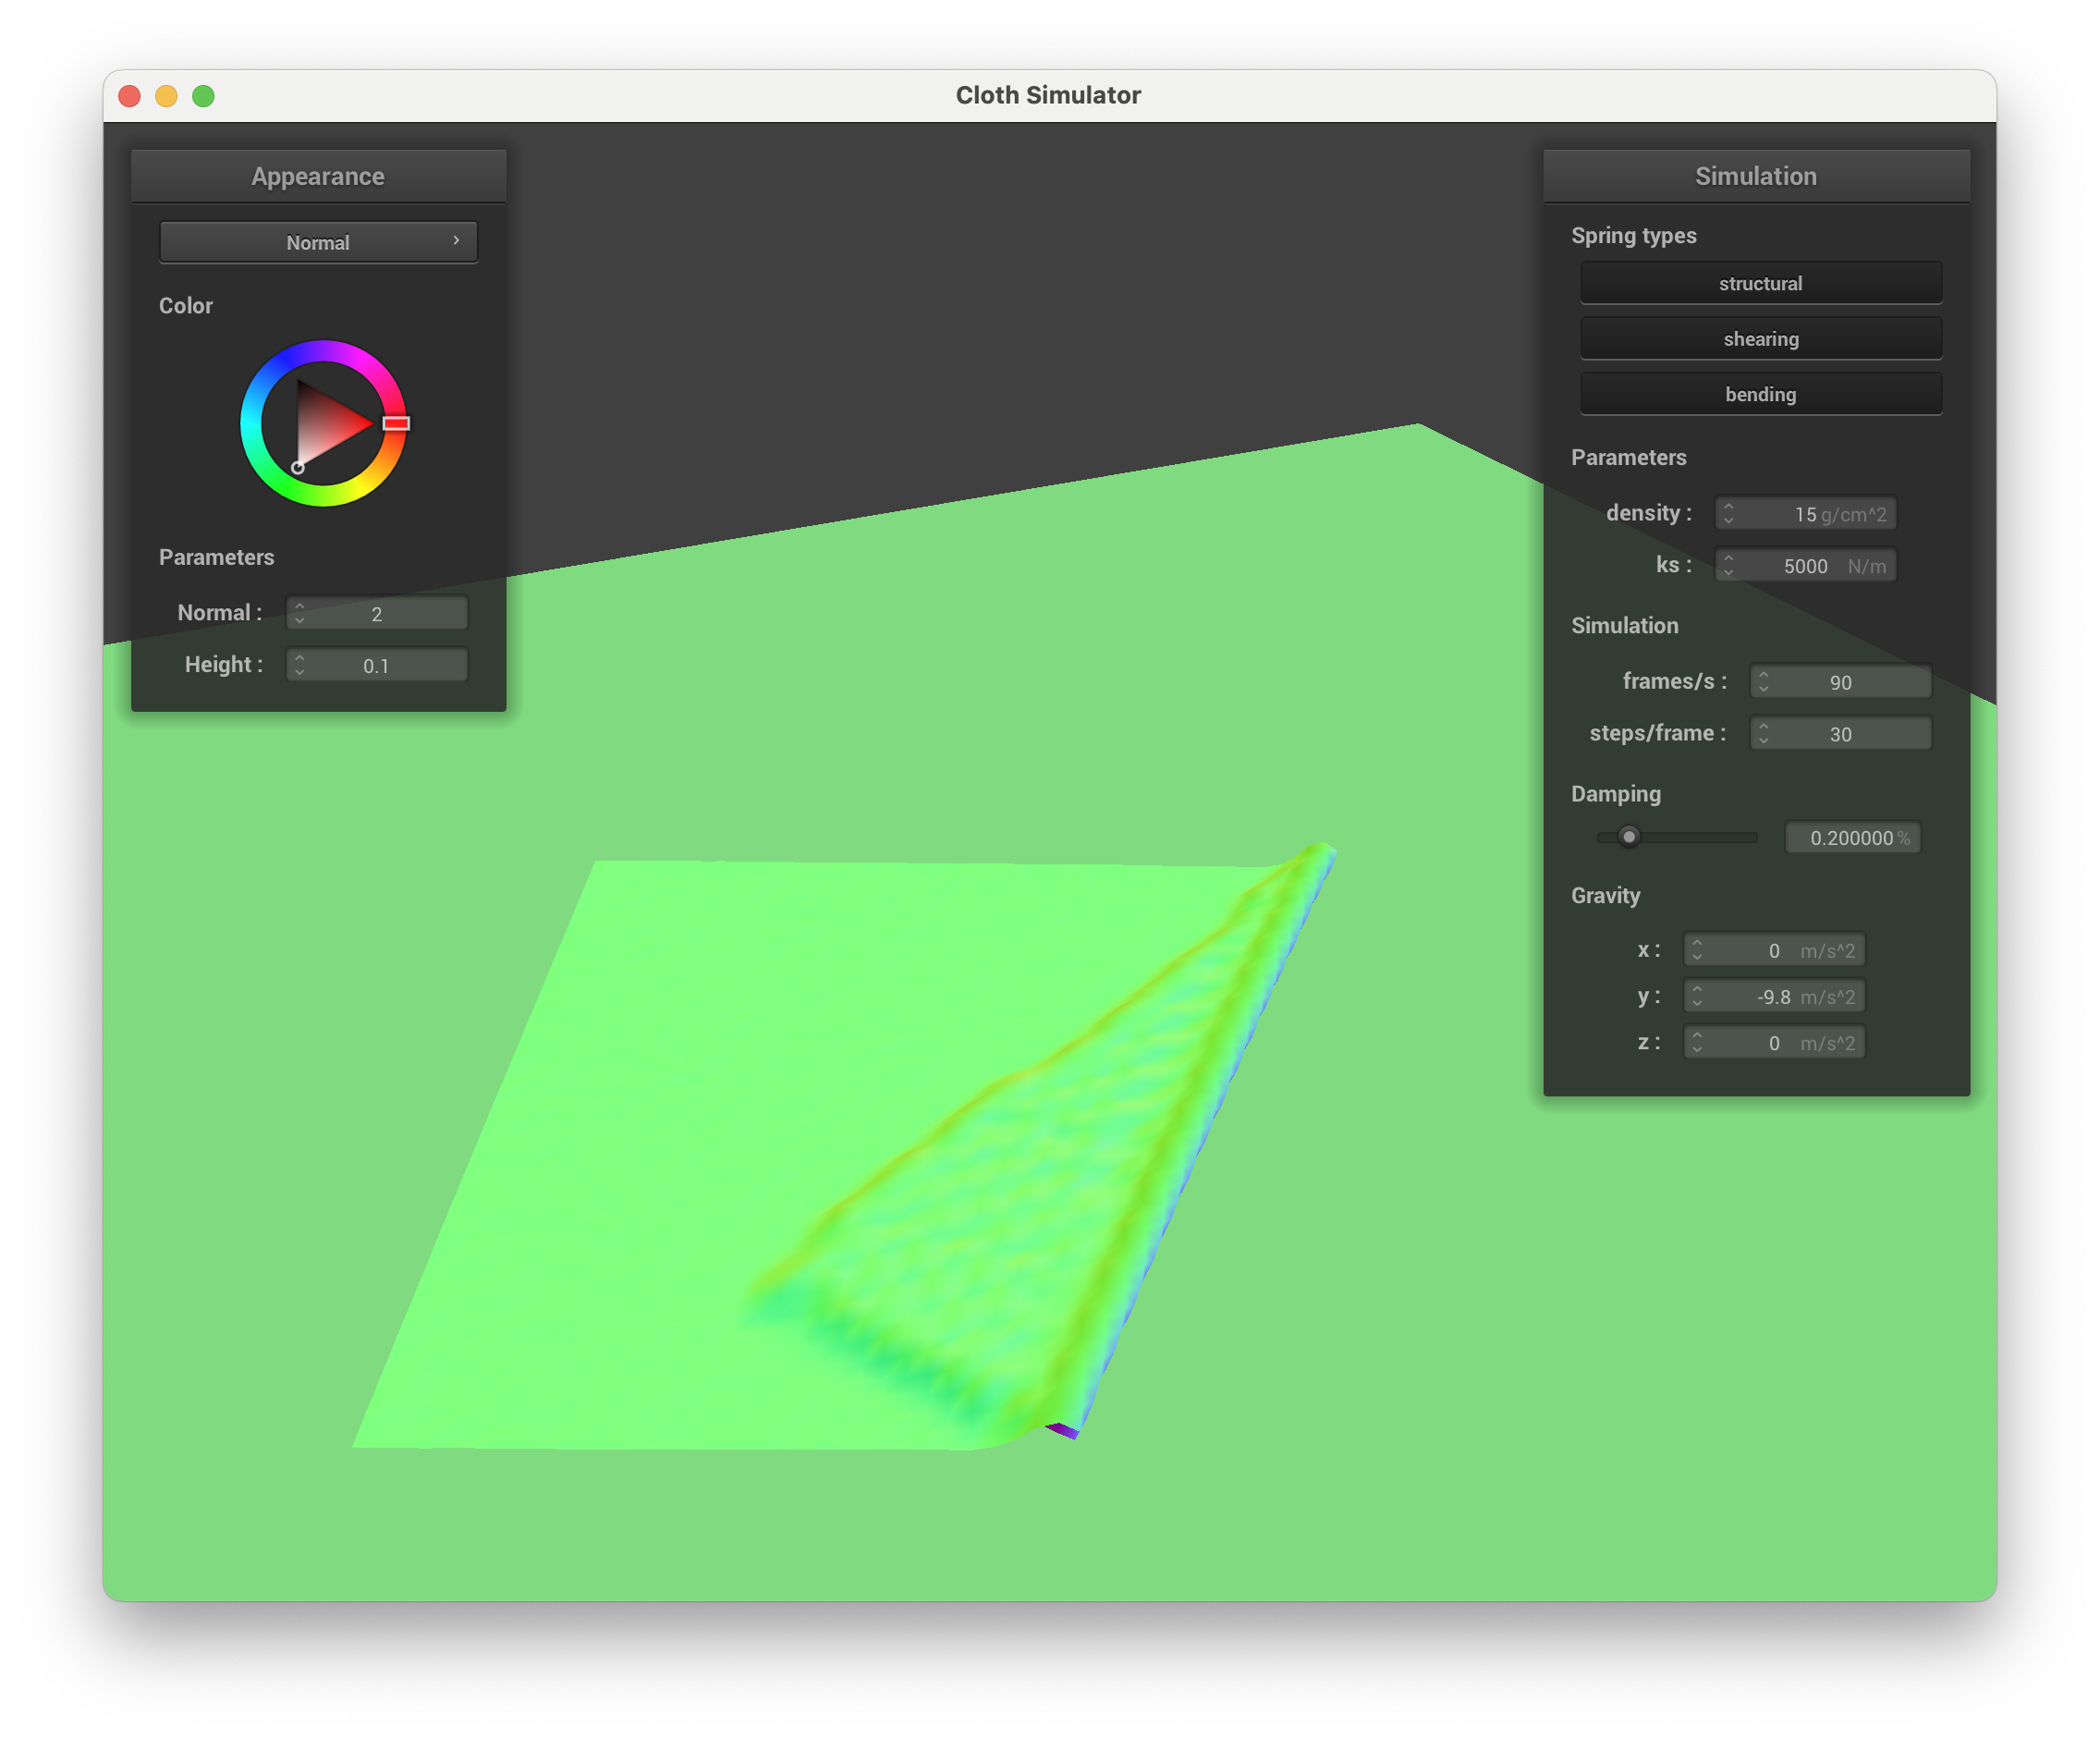 Cloth Simulator
Appearance
Normal
Color
Parameters
Normal : 2
Height : 0.1
Simulation
Spring types
structural
shearing
bending
Parameters
density : 15 g/cm^2
ks : 5000 N/m
Simulation
frames/s : 90
steps/frame : 30
Damping
0.200000 %
Gravity
x : 0 m/s^2
y : -9.8 m/s^2
z : 0 m/s^2